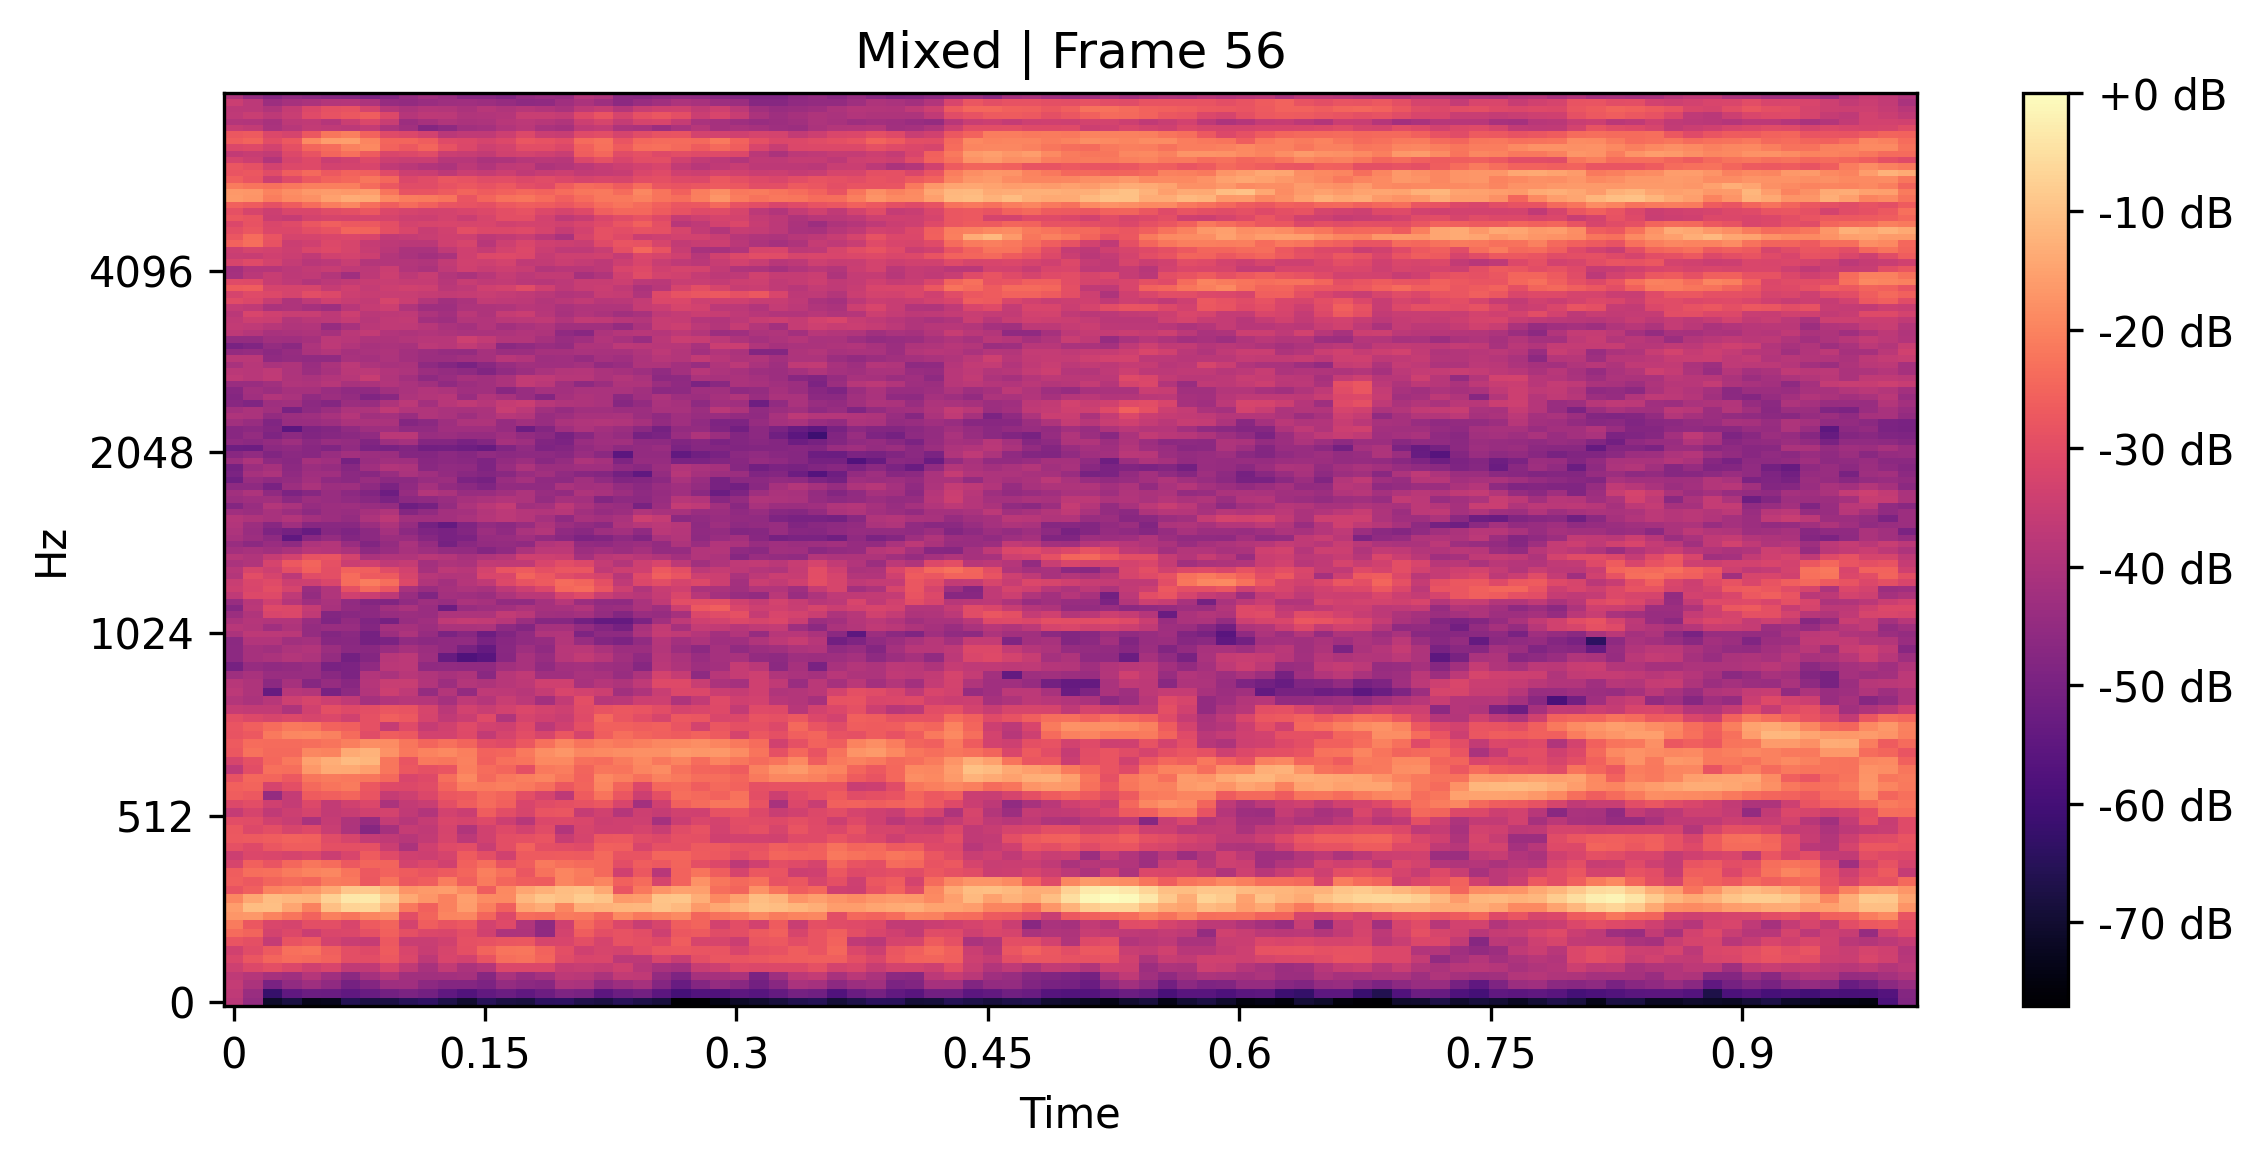 Mixed | Frame 56
+0 dB
-10 dB
-20 dB
-30 dB
-40 dB
-50 dB
-60 dB
-70 dB
Hz
4096
2048
1024
512
0
0 0.15 0.3 0.45 0.6 0.75 0.9
Time